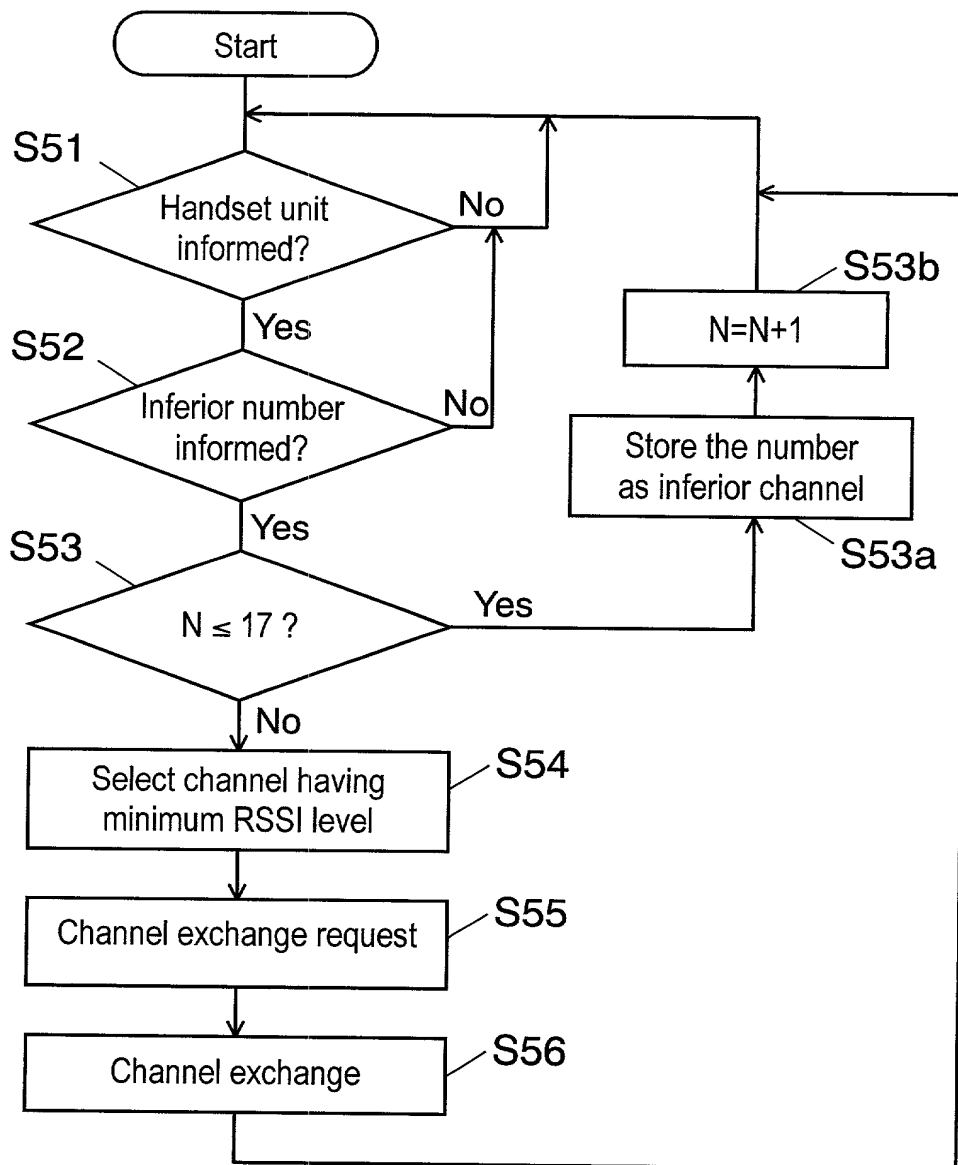 Start
S51
Handset unit
informed?
No
Yes
S53b
N=N+1
S52
Inferior number
informed?
No
Yes
Store the number
as inferior channel
S53a
S53
N ≤ 17 ?
Yes
No
S54
Select channel having
minimum RSSI level
S55
Channel exchange request
S56
Channel exchange